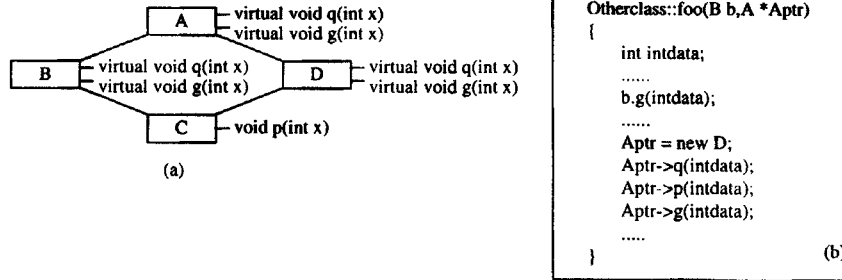 A
virtual void q(int x)
virtual void g(int x)
B
virtual void q(int x)
virtual void g(int x)
D
virtual void q(int x)
virtual void g(int x)
C
void p(int x)
(a)
Otherclass::foo(B b,A *Aptr)
{
int intdata;
......
b.g(intdata);
......
Aptr = new D;
Aptr->q(intdata);
Aptr->p(intdata);
Aptr->g(intdata);
.....
}
(b)